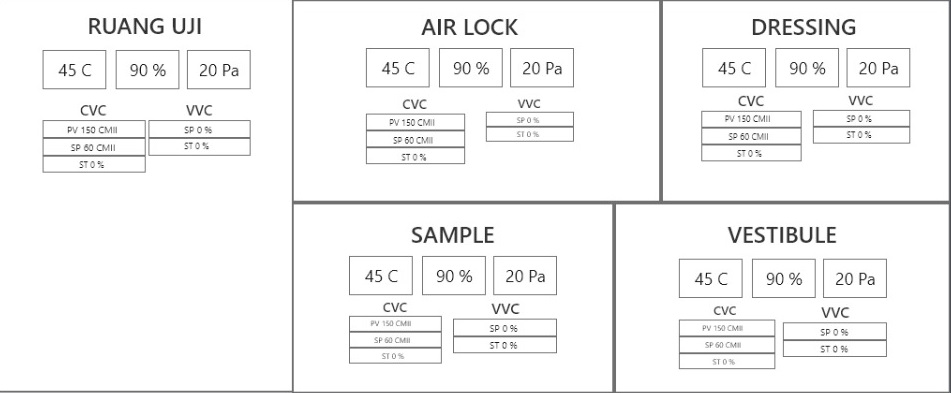 RUANG UJI
45 C 90 % 20 Pa
CVC VVC
PV 150 CMII SP 0 %
SP 60 CMII ST 0 %
ST 0 %
AIR LOCK
45 C 90 % 20 Pa
CVC VVC
PV 150 CMII SP 0 %
SP 60 CMII ST 0 %
ST 0 %
DRESSING
45 C 90 % 20 Pa
CVC VVC
PV 150 CMII SP 0 %
SP 60 CMII ST 0 %
ST 0 %
SAMPLE
45 C 90 % 20 Pa
CVC VVC
PV 150 CMII SP 0 %
SP 60 CMII ST 0 %
ST 0 %
VESTIBULE
45 C 90 % 20 Pa
CVC VVC
PV 150 CMII SP 0 %
SP 60 CMII ST 0 %
ST 0 %